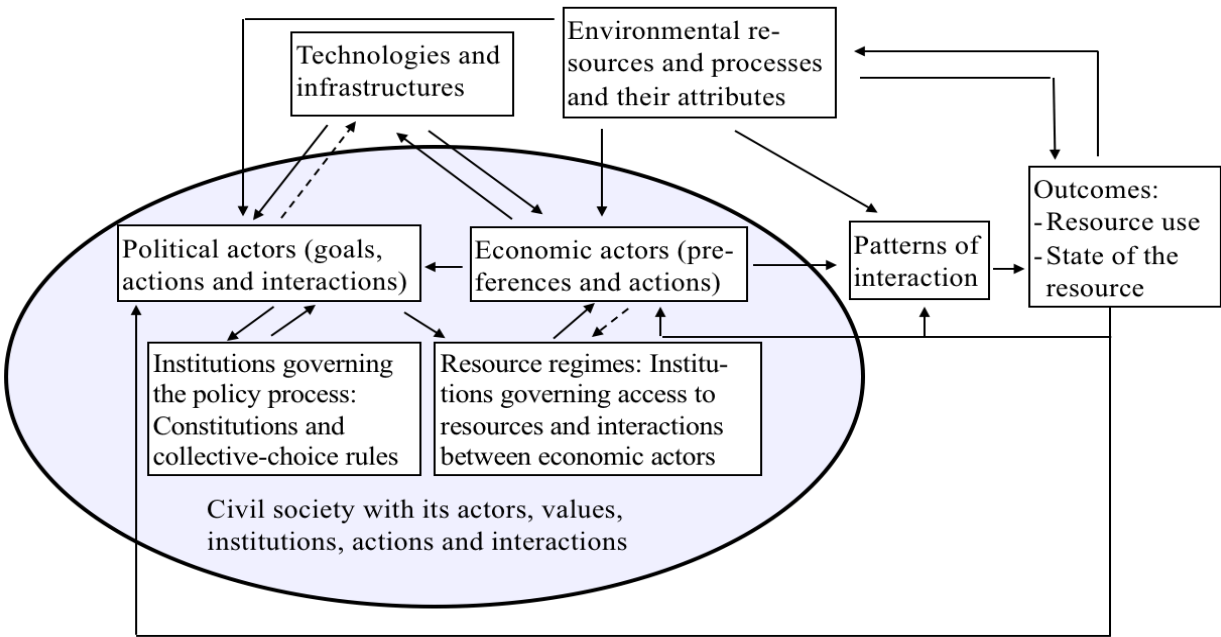 Technologies and
infrastructures
Environmental re-
sources and processes
and their attributes
Outcomes:
- Resource use
- State of the
resource
Political actors (goals,
actions and interactions)
Economic actors (pre-
ferences and actions)
Patterns of
interaction
Institutions governing
the policy process:
Constitutions and
collective-choice rules
Resource regimes: Institu-
tions governing access to
resources and interactions
between economic actors
Civil society with its actors, values,
institutions, actions and interactions